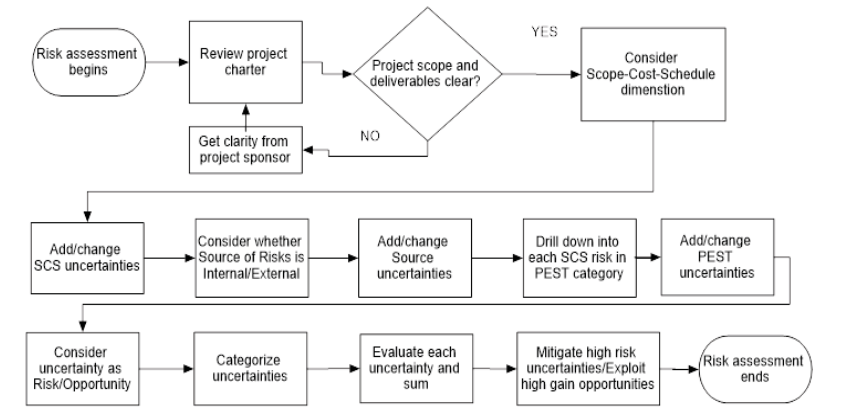 Risk assessment
begins
Review project
charter
Project scope and
deliverables clear?
YES
Consider
Scope-Cost-Schedule
dimenstion
NO
Get clarity from
project sponsor
Add/change
SCS uncertainties
Consider whether
Source of Risks is
Internal/External
Add/change
Source
uncertainties
Drill down into
each SCS risk in
PEST category
Add/change
PEST
uncertainties
Consider
uncertainty as
Risk/Opportunity
Categorize
uncertainties
Evaluate each
uncertainty and
sum
Mitigate high risk
uncertainties/Exploit
high gain opportunities
Risk assessment
ends